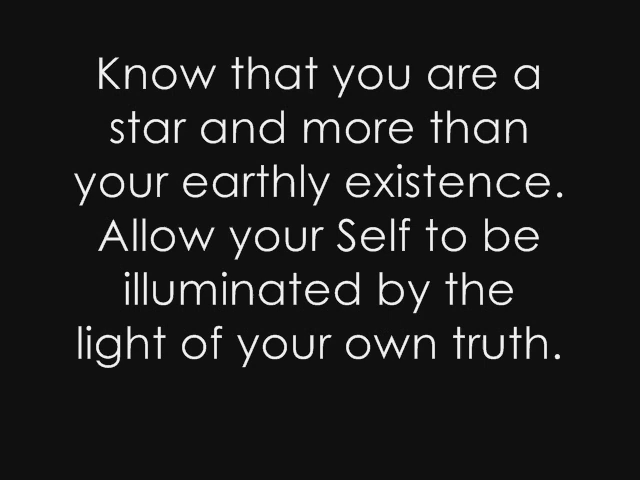 Know that you are a
star and more than
your earthly existence.
Allow your Self to be
illuminated by the
light of your own truth.